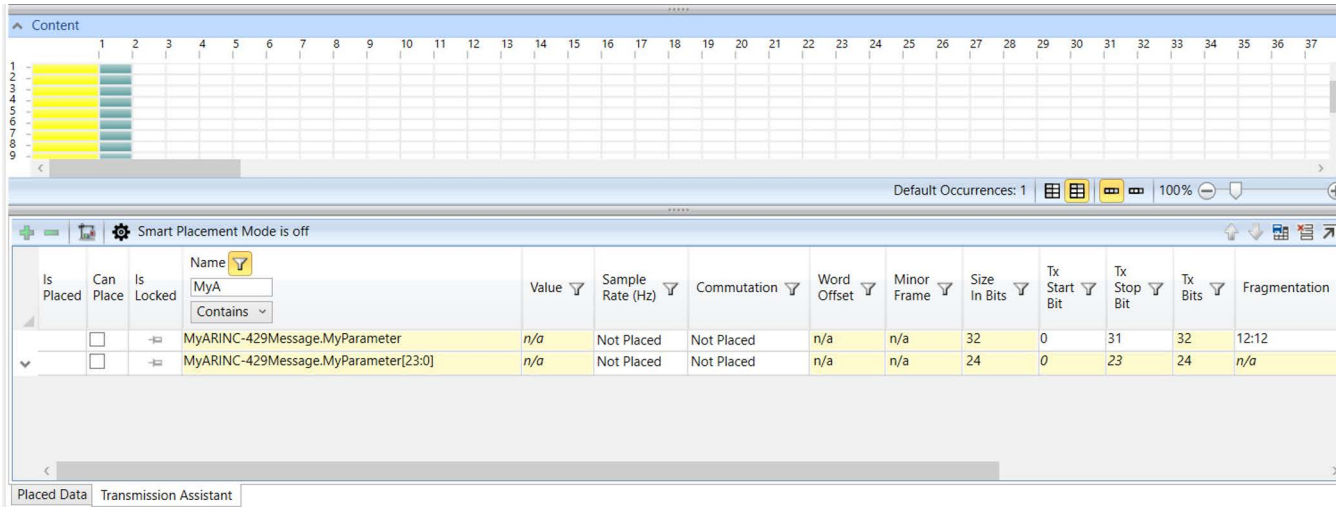 Content
1 2 3 4 5 6 7 8 9 10 11 12 13 14 15 16 17 18 19 20 21 22 23 24 25 26 27 28 29 30 31 32 33 34 35 36 37
1
2
3
4
5
6
7
8
9
Default Occurrences: 1 100%
Smart Placement Mode is off
Is Placed Can Place Is Locked Name MyA Contains Value Sample Rate (Hz) Commutation Word Offset Minor Frame Size In Bits Tx Start Bit Tx Stop Bit Tx Bits Fragmentation
MyARINC-429Message.MyParameter n/a Not Placed Not Placed n/a n/a 32 0 31 32 12:12
MyARINC-429Message.MyParameter[23:0] n/a Not Placed Not Placed n/a n/a 24 0 23 24 n/a
Placed Data Transmission Assistant